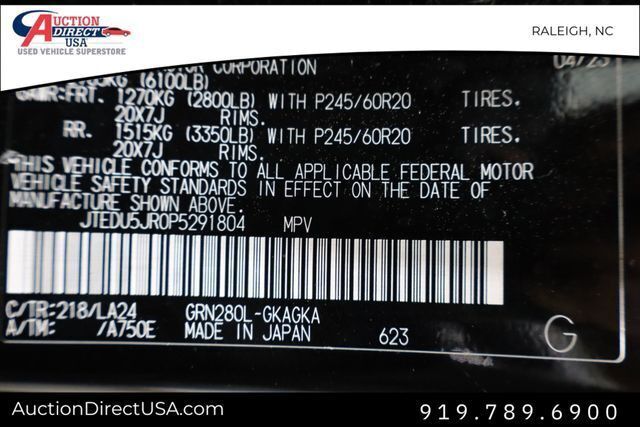 AUCTION
DIRECT
USA
USED VEHICLE SUPERSTORE
RALEIGH, NC
CORPORATION 04/23
(6100LB)
GAWR:FRT. 1270KG (2800LB) WITH P245/60R20 TIRES.
20X7J RIMS.
RR. 1515KG (3350LB) WITH P245/60R20 TIRES.
20X7J RIMS.
THIS VEHICLE CONFORMS TO ALL APPLICABLE FEDERAL MOTOR
VEHICLE SAFETY STANDARDS IN EFFECT ON THE DATE OF
MANUFACTURE SHOWN ABOVE.
JTEDU5JR0P5291804 MPV
C/TR:218/LA24 GRN280L-GKAGKA
A/TM: /A750E MADE IN JAPAN 623 G
AuctionDirectUSA.com
919.789.6900